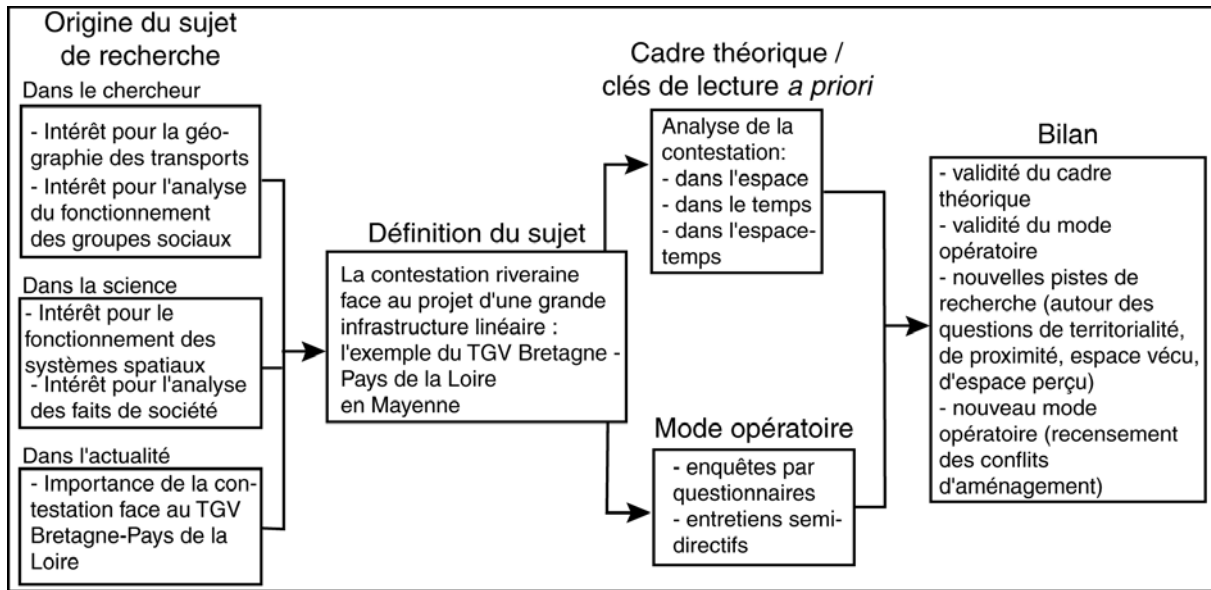 Origine du sujet
de recherche
Dans le chercheur
- Intérêt pour la géo-
graphie des transports
- Intérêt pour l'analyse
du fonctionnement
des groupes sociaux
Dans la science
- Intérêt pour le
fonctionnement des
systèmes spatiaux
- Intérêt pour l'analyse
des faits de société
Dans l'actualité
- Importance de la con-
testation face au TGV
Bretagne-Pays de la
Loire
Définition du sujet
La contestation riveraine
face au projet d'une grande
infrastructure linéaire :
l'exemple du TGV Bretagne -
Pays de la Loire
en Mayenne
Cadre théorique /
clés de lecture a priori
Analyse de la
contestation:
- dans l'espace
- dans le temps
- dans l'espace-
temps
Mode opératoire
- enquêtes par
questionnaires
- entretiens semi-
directifs
Bilan
- validité du cadre
théorique
- validité du mode
opératoire
- nouvelles pistes de
recherche (autour des
questions de territorialité,
de proximité, espace vécu,
d'espace perçu)
- nouveau mode
opératoire (recensement
des conflits
d'aménagement)